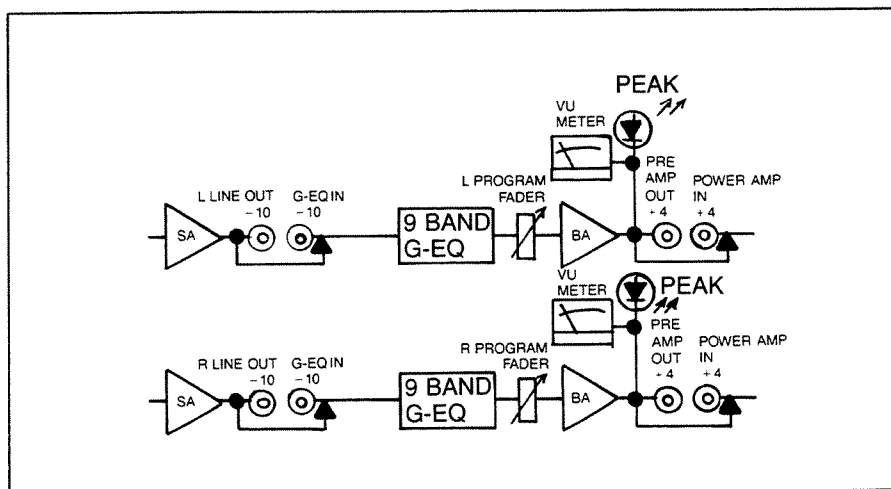 PEAK
VU
METER
PRE
AMP
OUT
+4
POWER AMP
IN
+4
L PROGRAM
FADER
L LINE OUT
-10
G-EQ IN
-10
SA
9 BAND
G-EQ
BA
PEAK
VU
METER
PRE
AMP
OUT
+4
POWER AMP
IN
+4
R PROGRAM
FADER
R LINE OUT
-10
G-EQ IN
-10
SA
9 BAND
G-EQ
BA